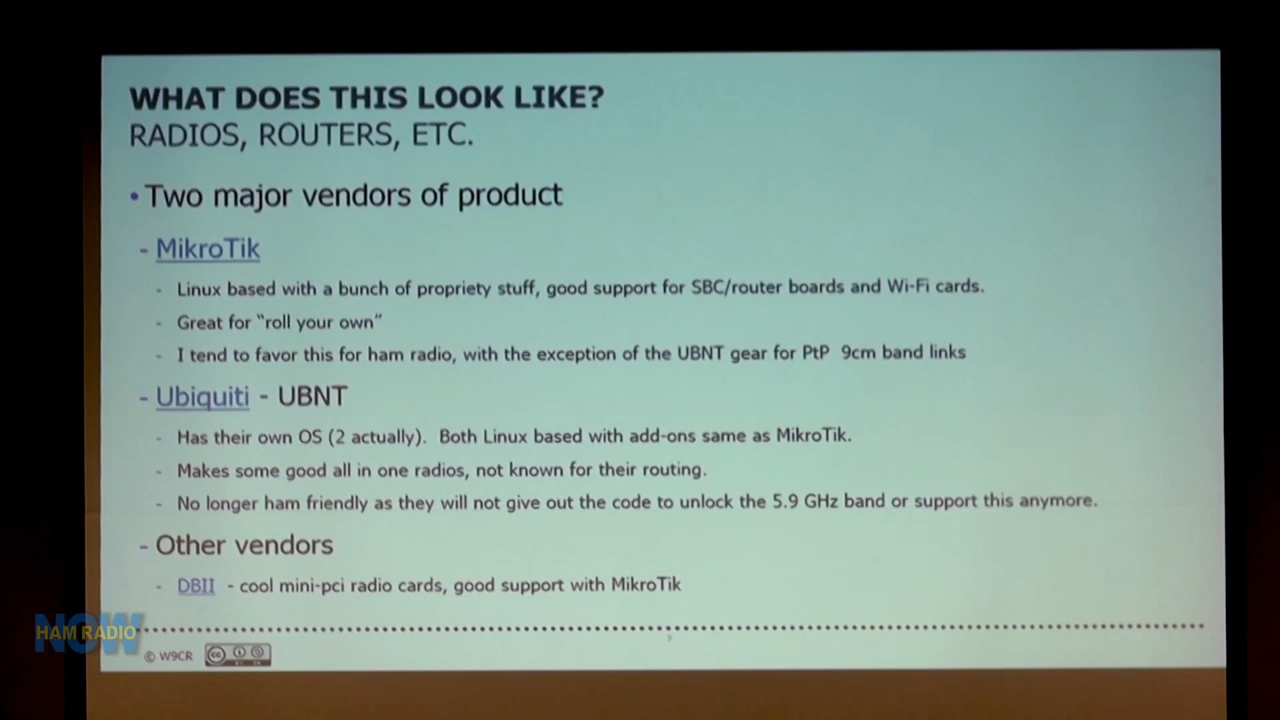 WHAT DOES THIS LOOK LIKE?
RADIOS, ROUTERS, ETC.
• Two major vendors of product
- MikroTik
- Linux based with a bunch of propriety stuff, good support for SBC/router boards and Wi-Fi cards.
- Great for “roll your own”
- I tend to favor this for ham radio, with the exception of the UBNT gear for PtP 9cm band links
- Ubiquiti - UBNT
- Has their own OS (2 actually). Both Linux based with add-ons same as MikroTik.
- Makes some good all in one radios, not known for their routing.
- No longer ham friendly as they will not give out the code to unlock the 5.9 GHz band or support this anymore.
- Other vendors
- DBII - cool mini-pci radio cards, good support with MikroTik
HAM RADIO
NOW
© W9CR
cc